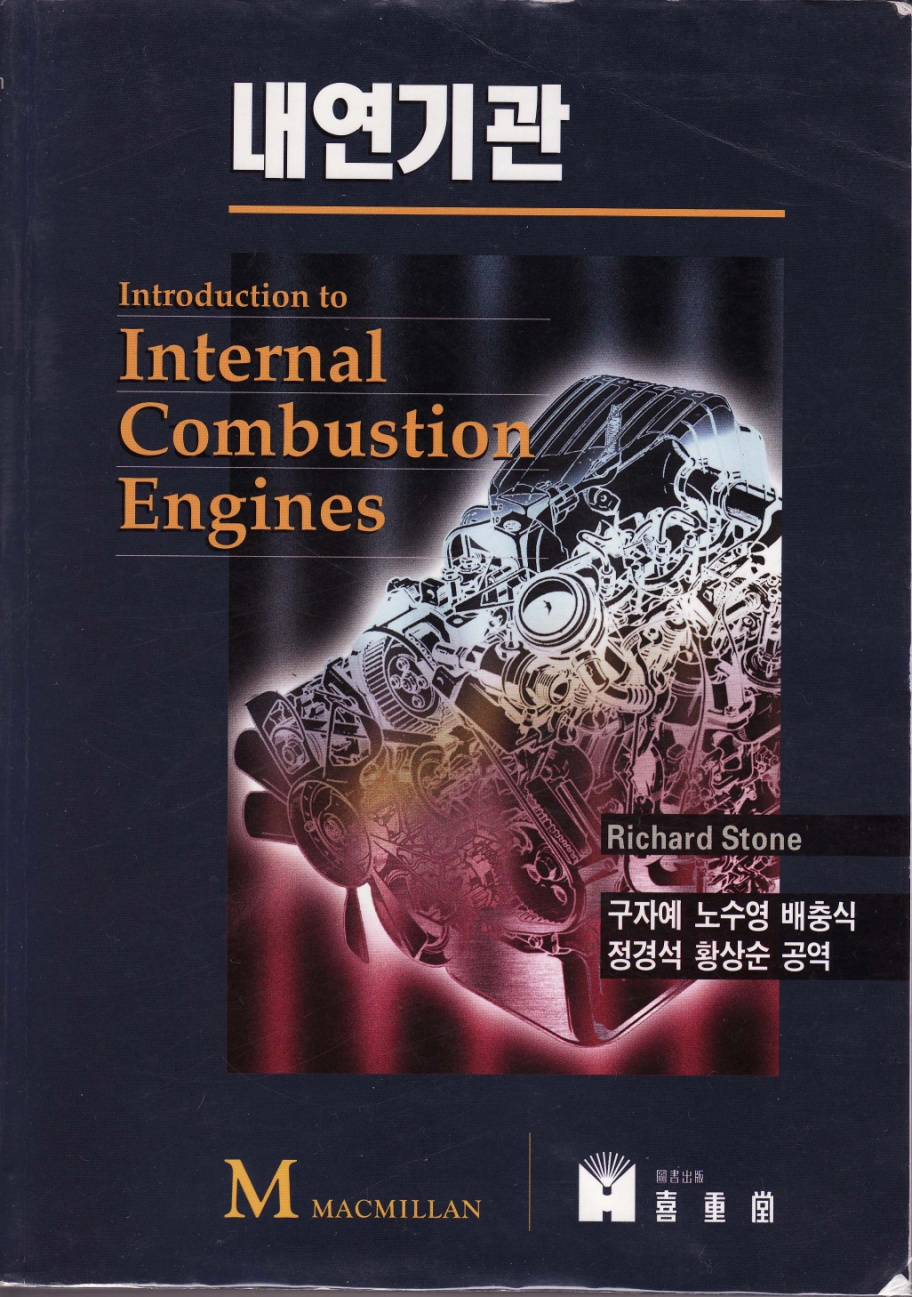 내연기관
Introduction to
Internal
Combustion
Engines
Richard Stone
구자예 노수영 배충식
정경석 황상순 공역
M MACMILLAN
圖書出版
喜重堂